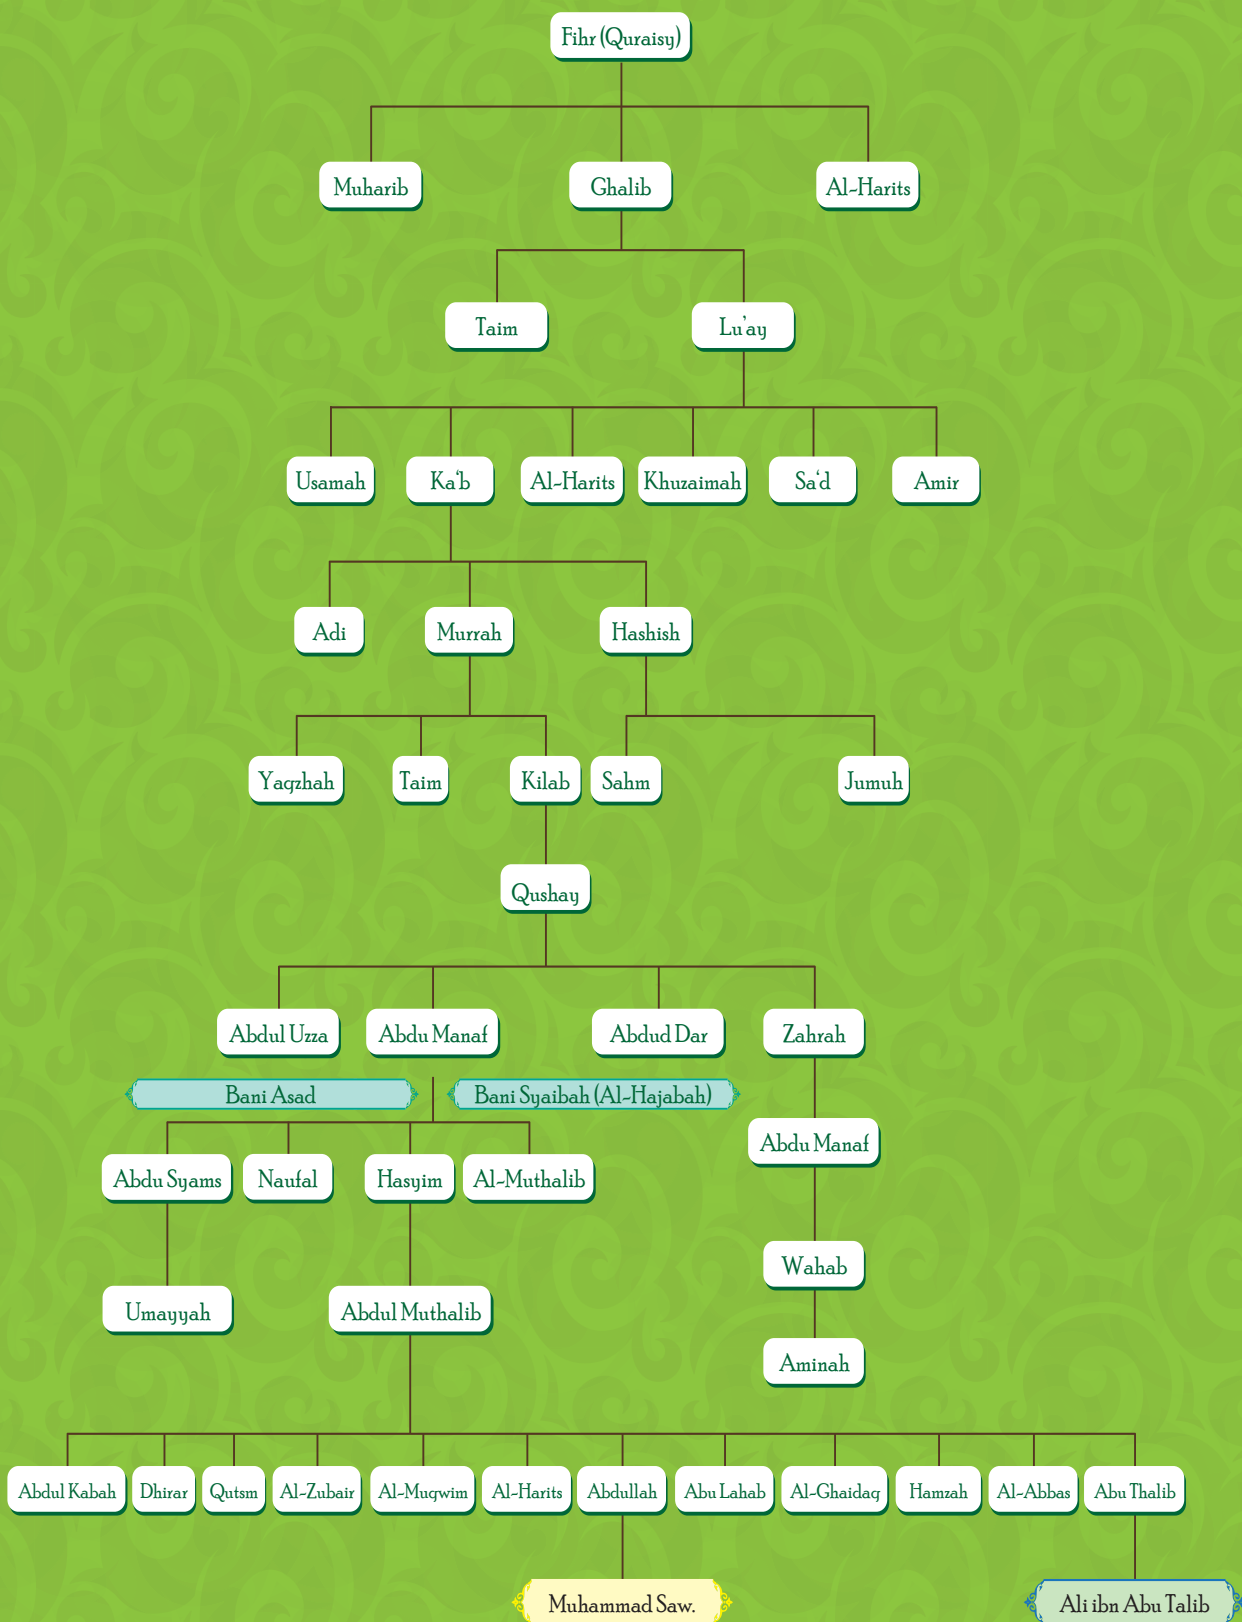 Fihr (Quraisy)
Muharib
Ghalib
Al-Harits
Taim
Lu'ay
Usamah
Ka'b
Al-Harits
Khuzaimah
Sa'd
Amir
Adi
Murrah
Hashish
Yaqzhah
Taim
Kilab
Sahm
Jumuh
Qushay
Abdul Uzza
Abdu Manaf
Abdud Dar
Zahrah
Bani Asad
Bani Syaibah (Al-Hajabah)
Abdu Manaf
Abdu Syams
Naufal
Hasyim
Al-Muthalib
Wahab
Umayyah
Abdul Muthalib
Aminah
Abdul Kabah
Dhirar
Qutsm
Al-Zubair
Al-Muqwim
Al-Harits
Abdullah
Abu Lahab
Al-Ghaidaq
Hamzah
Al-Abbas
Abu Thalib
Muhammad Saw.
Ali ibn Abu Talib